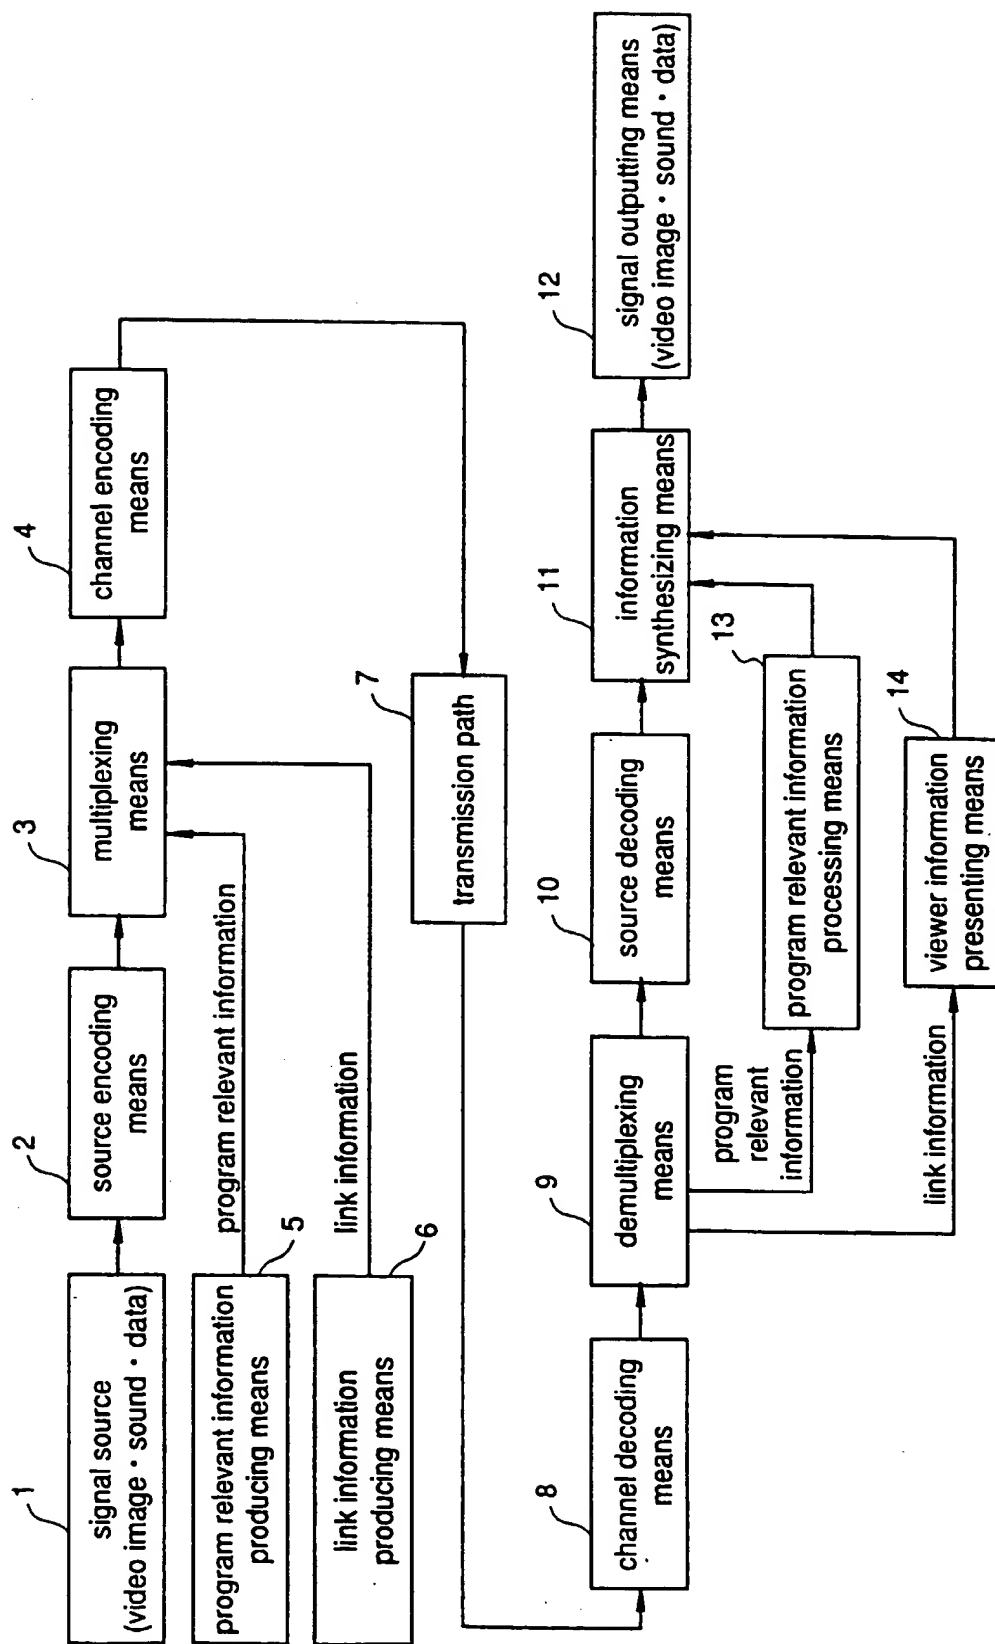 1
signal source
(video image・sound・data)
2
source encoding
means
3
multiplexing
means
4
channel encoding
means
program relevant information
producing means
5
program relevant information
link information
producing means
6
link information
7
transmission path
8
channel decoding
means
9
demultiplexing
means
10
source decoding
means
11
information
synthesizing means
12
signal outputting means
(video image・sound・data)
program
relevant
information
13
program relevant information
processing means
link information
14
viewer information
presenting means